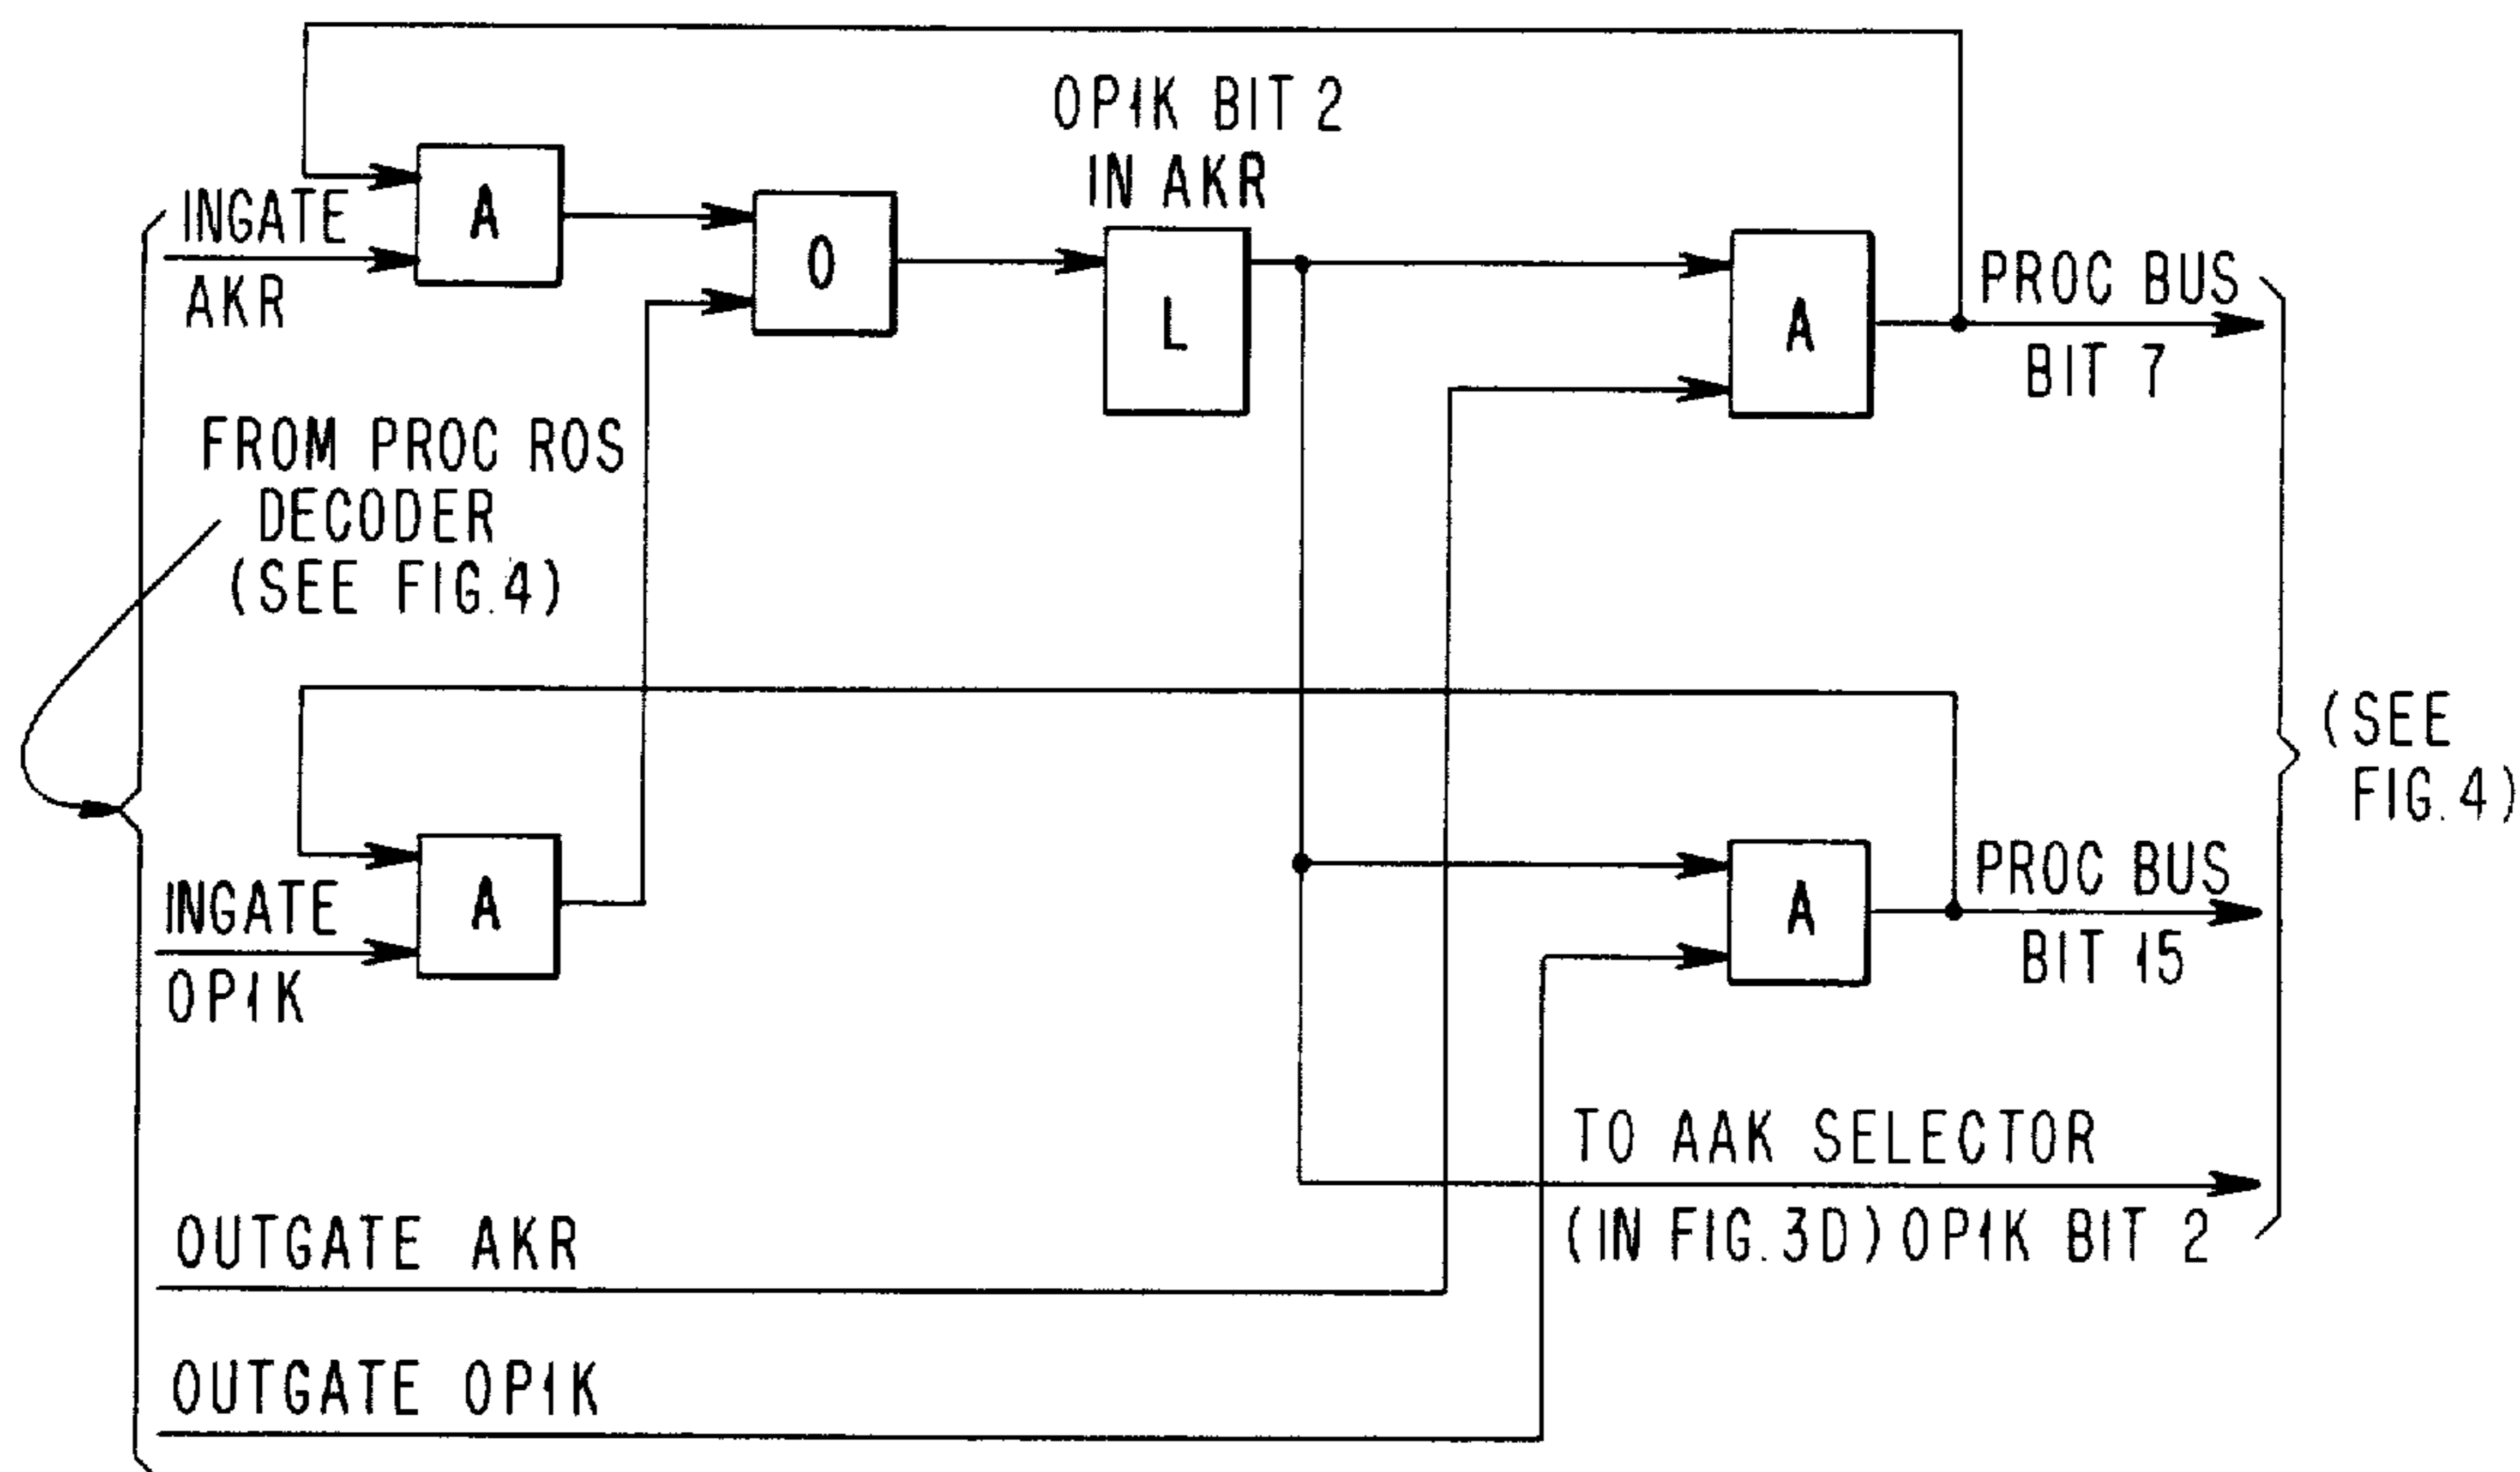 OP1K BIT 2
IN AKR
INGATE
AKR
A
O
L
A
PROC BUS
BIT 7
FROM PROC ROS
DECODER
(SEE FIG.4)
(SEE
FIG.4)
INGATE
OP1K
A
A
PROC BUS
BIT 15
TO AAK SELECTOR
(IN FIG.3D) OP1K BIT 2
OUTGATE AKR
OUTGATE OP1K